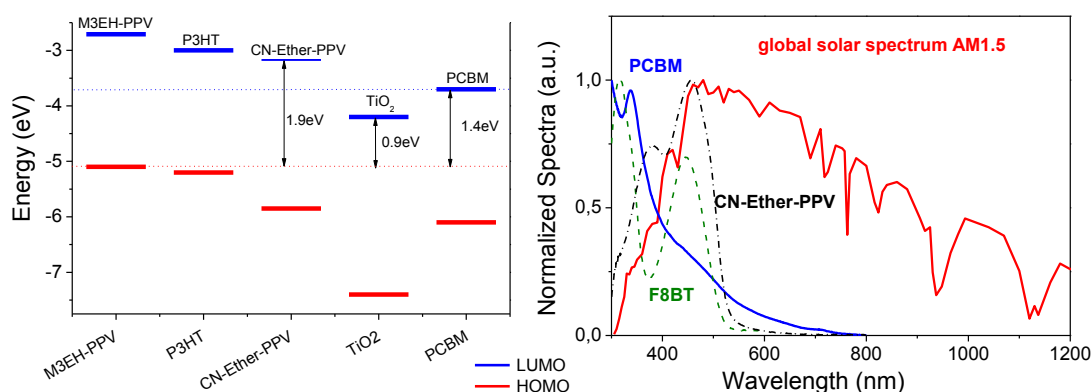 M3EH-PPV
P3HT
CN-Ether-PPV
TiO2
PCBM
1.9eV
0.9eV
1.4eV
-3
-4
-5
-6
-7
Energy (eV)
M3EH-PPV
P3HT
CN-Ether-PPV
TiO2
PCBM
LUMO
HOMO
global solar spectrum AM1.5
PCBM
CN-Ether-PPV
F8BT
1,0
0,5
0,0
Normalized Spectra (a.u.)
400
600
800
1000
1200
Wavelength (nm)